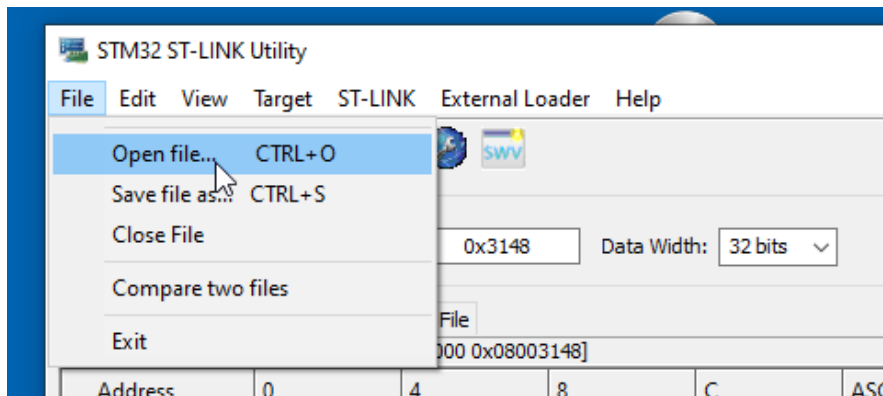 STM32 ST-LINK Utility
File Edit View Target ST-LINK External Loader Help
Open file... CTRL+O
SWV
Save file as... CTRL+S
Close File
0x3148 Data Width: 32 bits
Compare two files
File
Exit
000 0x08003148]
Address 0 4 8 C ASC